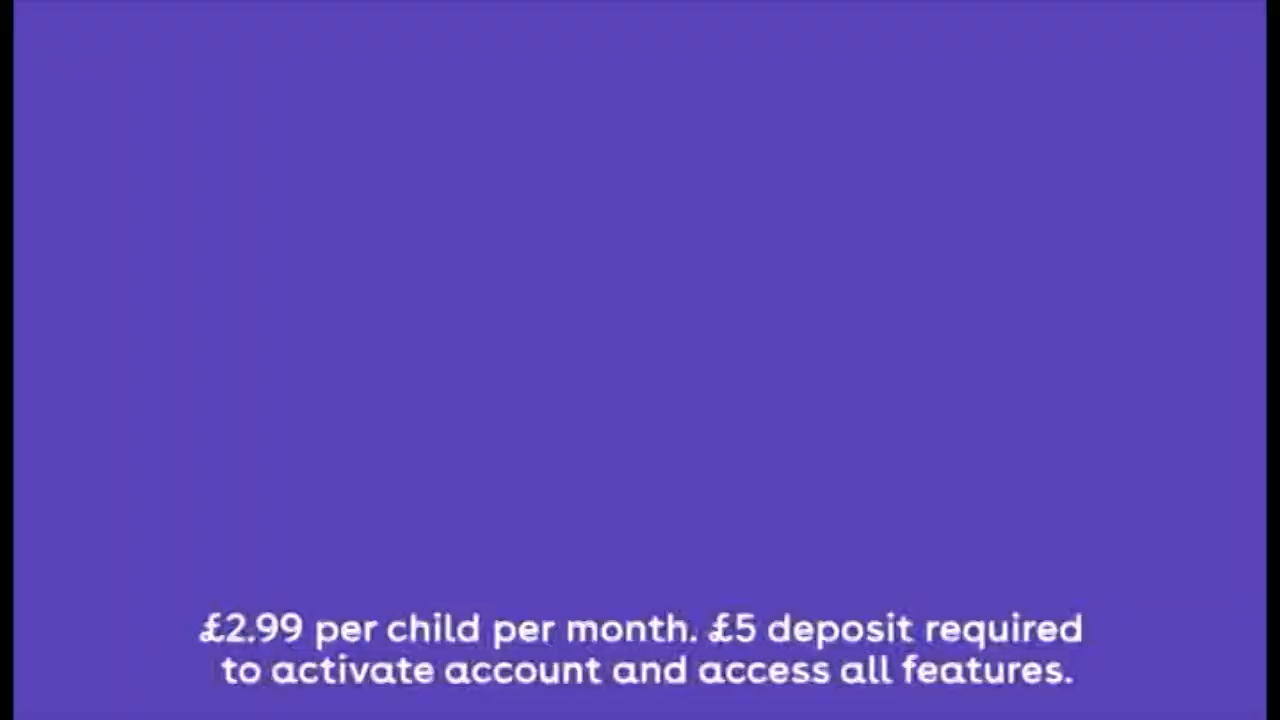 £2.99 per child per month. £5 deposit required
to activate account and access all features.